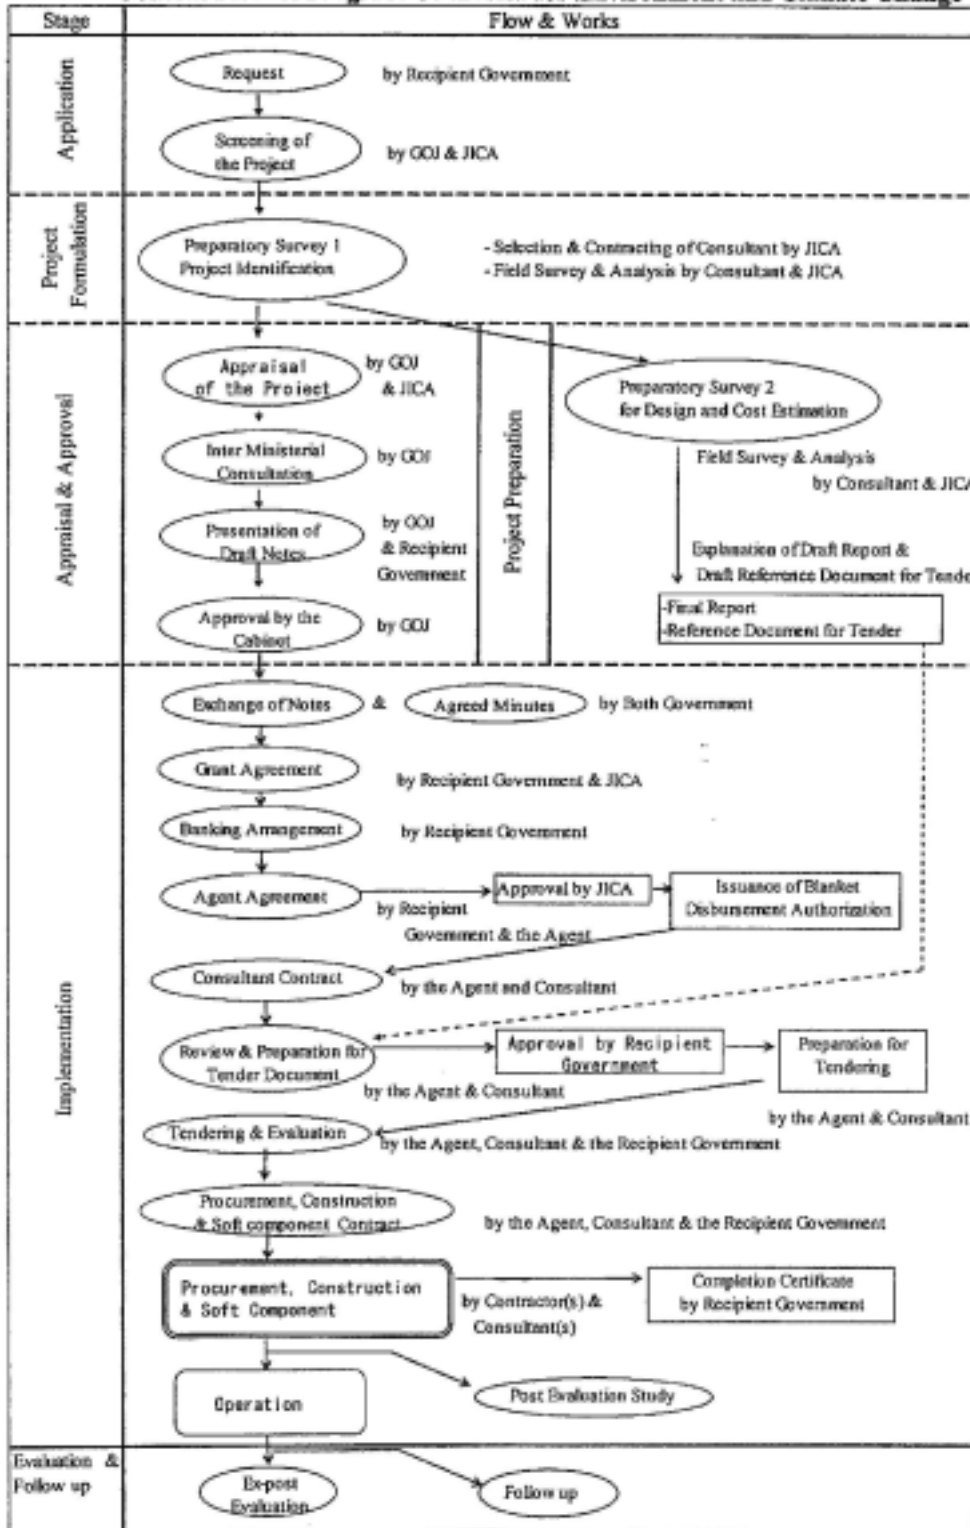 Stage
Flow & Works
Application
Request
by Recipient Government
Screening of
the Project
by GOJ & JICA
Project
Formulation
Preparatory Survey 1
Project Identification
- Selection & Contracting of Consultant by JICA
- Field Survey & Analysis by Consultant & JICA
Appraisal & Approval
Appraisal
of the Project
by GOJ
& JICA
Inter Ministerial
Consultation
by GOJ
Presentation of
Draft Notes
by GOJ
& Recipient
Government
Approval by the
Cabinet
by GOJ
Project Preparation
Preparatory Survey 2
for Design and Cost Estimation
Field Survey & Analysis
by Consultant & JICA
Explanation of Draft Report &
Draft Reference Document for Tende
-Final Report
-Reference Document for Tender
Implementation
Exchange of Notes
&
Agreed Minutes
by Both Government
Grant Agreement
by Recipient Government & JICA
Banking Arrangement
by Recipient Government
Agent Agreement
by Recipient
Government & the Agent
Approval by JICA
Issuance of Blanket
Disbursement Authorization
Consultant Contract
by the Agent and Consultant
Review & Preparation for
Tender Document
by the Agent & Consultant
Approval by Recipient
Government
Preparation for
Tendering
by the Agent & Consultant
Tendering & Evaluation
by the Agent, Consultant & the Recipient Government
Procurement, Construction
& Soft component Contract
by the Agent, Consultant & the Recipient Government
Procurement, Construction
& Soft Component
by Contractor(s) &
Consultant(s)
Completion Certificate
by Recipient Government
Operation
Post Evaluation Study
Evaluation &
Follow up
Ex-post
Evaluation
Follow up